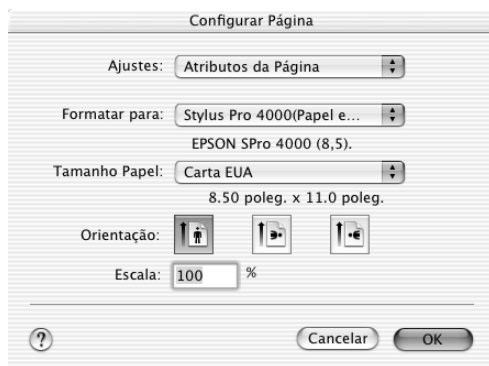 Configurar Página
Ajustes: Atributos da Página
Formatar para: Stylus Pro 4000(Papel e...
EPSON SPro 4000 (8,5).
Tamanho Papel: Carta EUA
8.50 poleg. x 11.0 poleg.
Orientação:
Escala: 100 %
? Cancelar OK